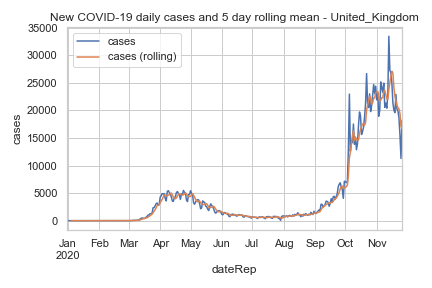 New COVID-19 daily cases and 5 day rolling mean - United_Kingdom
35000
30000
25000
20000
15000
10000
5000
0
cases
cases
cases (rolling)
Jan Feb Mar Apr May Jun Jul Aug Sep Oct Nov
2020
dateRep